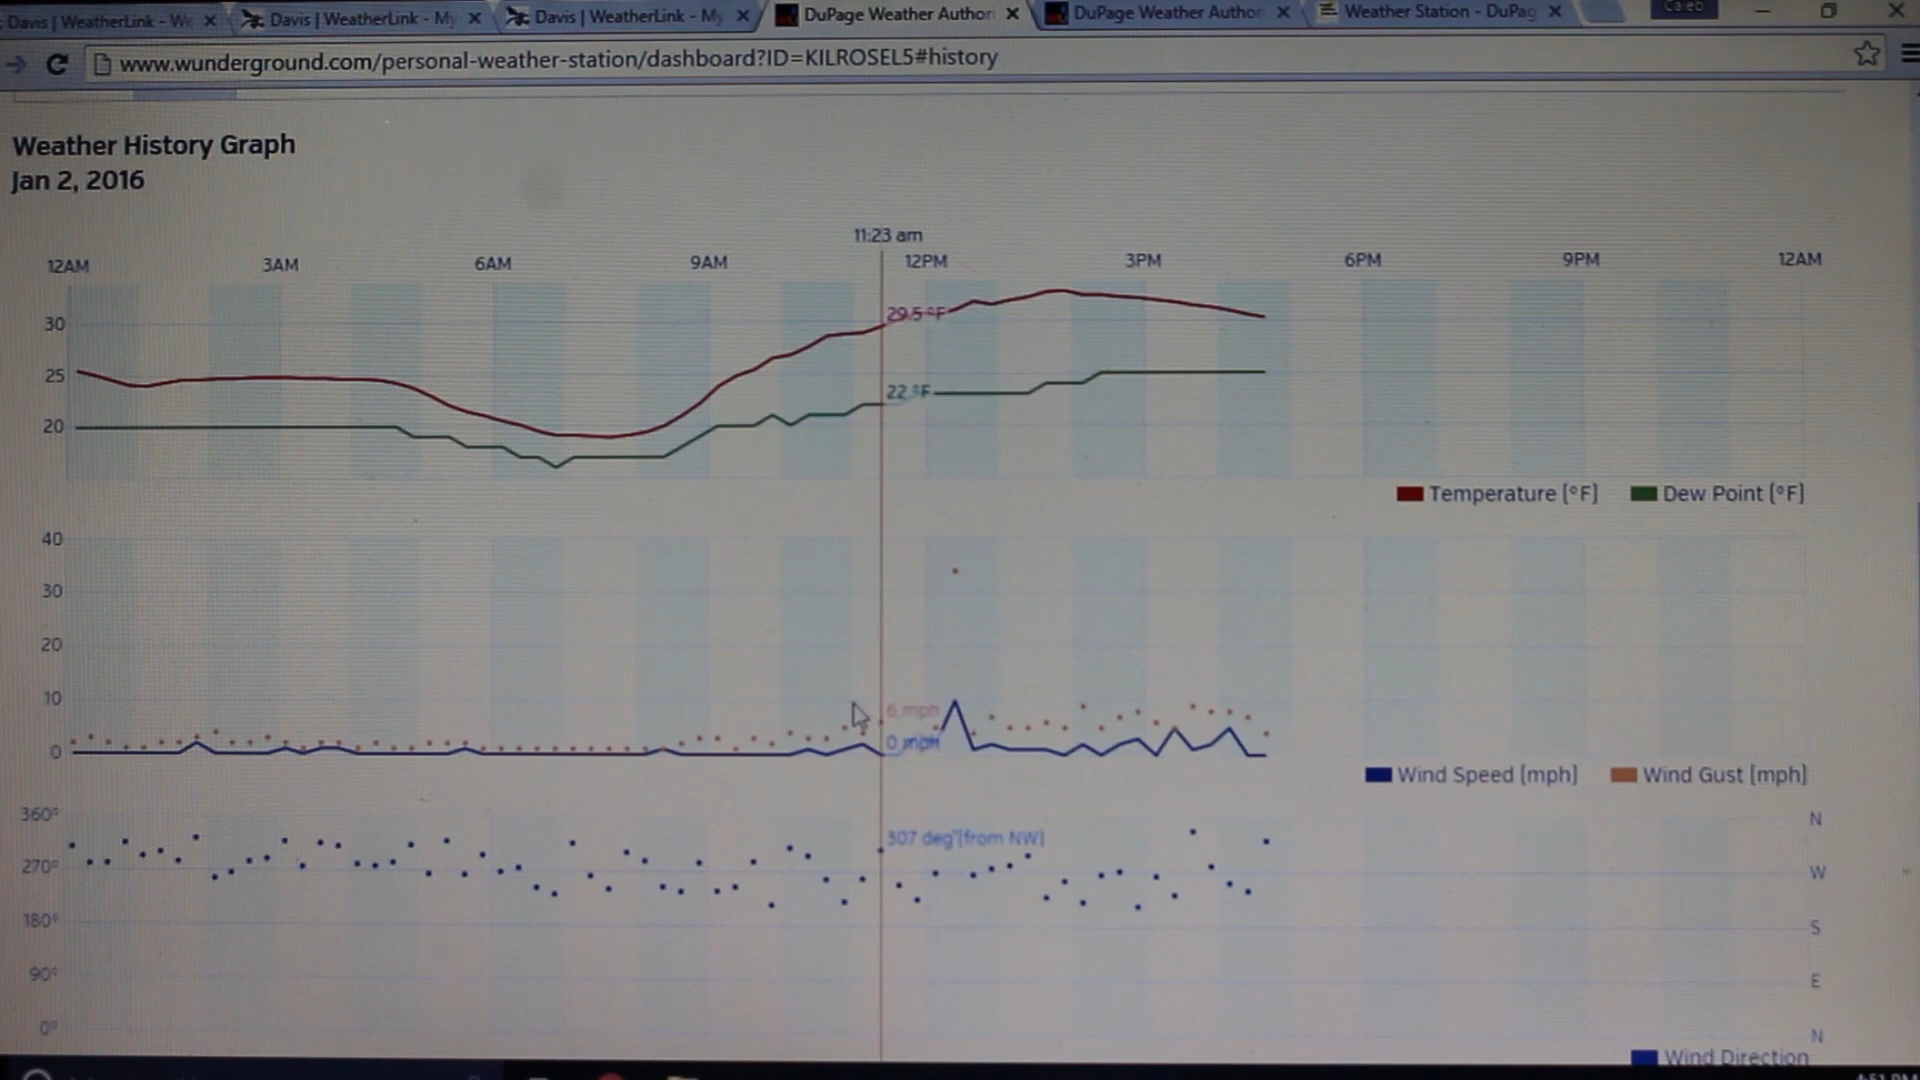 Davis | WeatherLink - We
Davis | WeatherLink - My
Davis | WeatherLink - My
DuPage Weather Authori
DuPage Weather Author
Weather Station - DuPag
Caleb
www.wunderground.com/personal-weather-station/dashboard?ID=KILROSEL5#history
Weather History Graph
Jan 2, 2016
11:23 am
12AM 3AM 6AM 9AM 12PM 3PM 6PM 9PM 12AM
30
29.5 °F
25
22 °F
20
Temperature [°F] Dew Point [°F]
40
30
20
10
6 mph
0
0 mph
Wind Speed [mph] Wind Gust [mph]
360° N
307 deg (from NW)
270° W
180° S
90° E
0° N
Wind Direction
4:51 PM